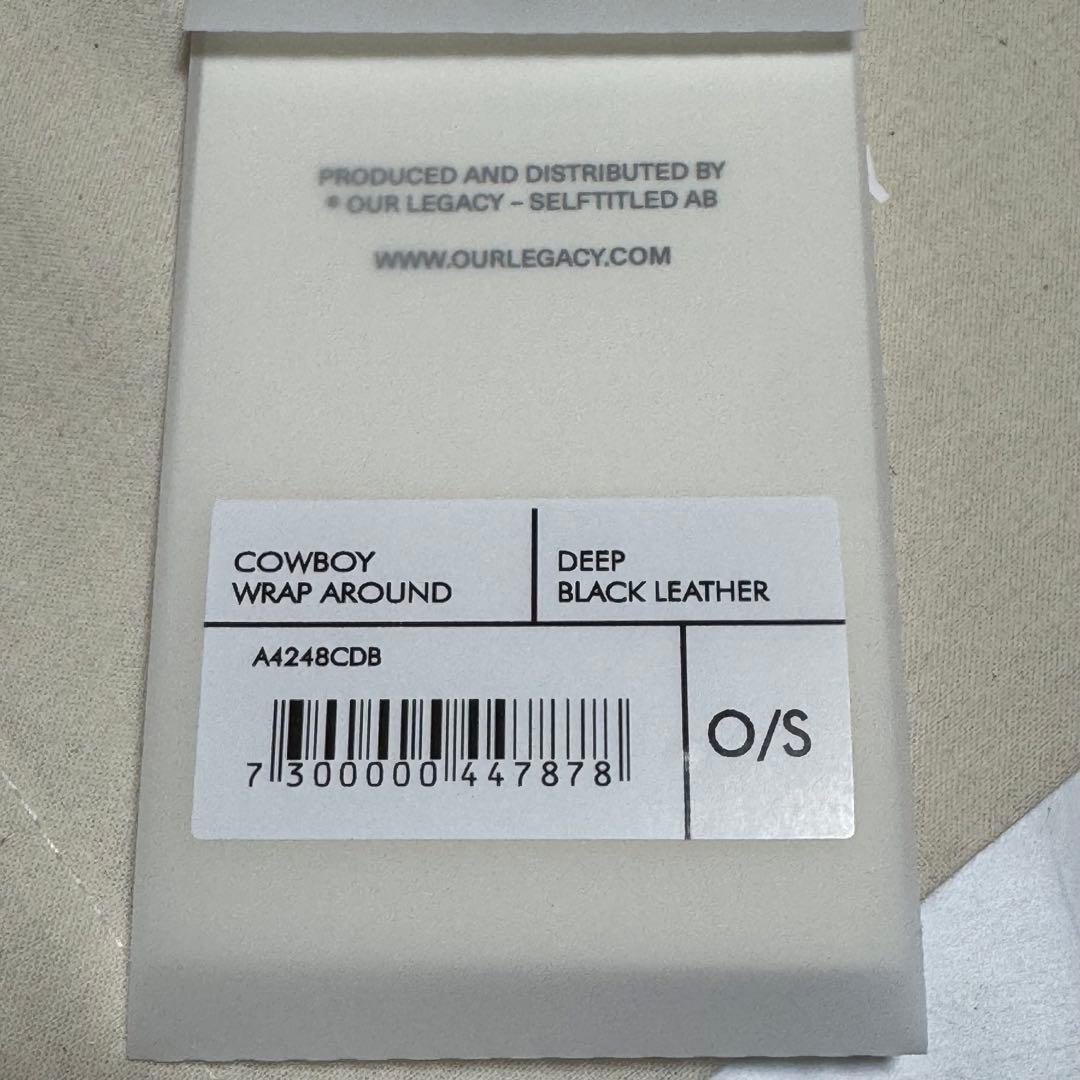 PRODUCED AND DISTRIBUTED BY
® OUR LEGACY – SELFTITLED AB
WWW.OURLEGACY.COM
COWBOY
WRAP AROUND
DEEP
BLACK LEATHER
A4248CDB
7 300000 447878
O/S